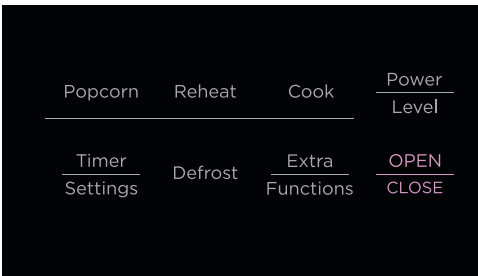 Popcorn Reheat Cook Power
Level
Timer
Settings Defrost Extra
Functions OPEN
CLOSE